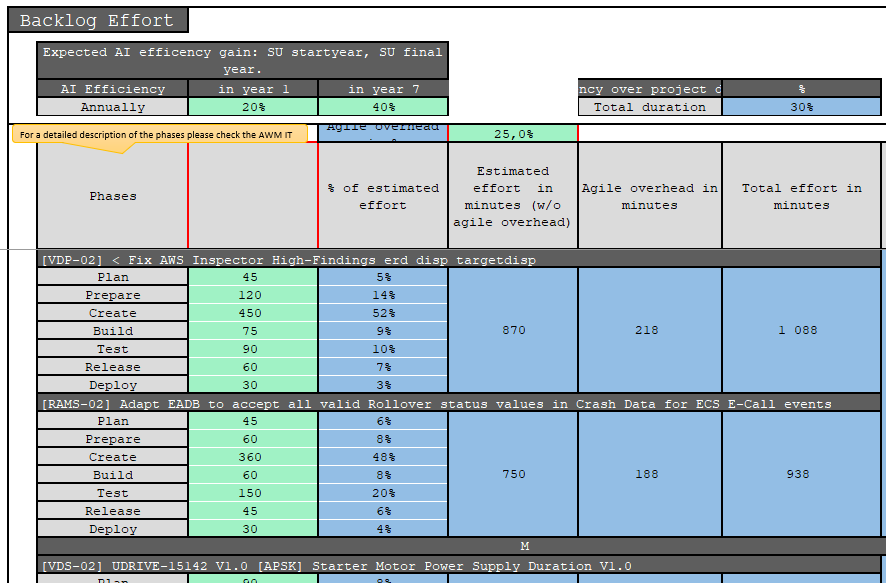 Backlog Effort
Expected AI efficency gain: SU startyear, SU final
year.
AI Efficiency in year 1 in year 7 ncy over project d %
Annually 20% 40% Total duration 30%
For a detailed description of the phases please check the AWM IT
Agile overhead 25,0%
Phases
% of estimated
effort
Estimated
effort in
minutes (w/o
agile overhead)
Agile overhead in
minutes
Total effort in
minutes
[VDP-02] < Fix AWS Inspector High-Findings erd disp targetdisp
Plan 45 5%
Prepare 120 14%
Create 450 52%
Build 75 9% 870 218 1 088
Test 90 10%
Release 60 7%
Deploy 30 3%
[RAMS-02] Adapt EADB to accept all valid Rollover status values in Crash Data for ECS E-Call events
Plan 45 6%
Prepare 60 8%
Create 360 48%
Build 60 8% 750 188 938
Test 150 20%
Release 45 6%
Deploy 30 4%
M
[VDS-02] UDRIVE-15142 V1.0 [APSK] Starter Motor Power Supply Duration V1.0
Plan 90 8%